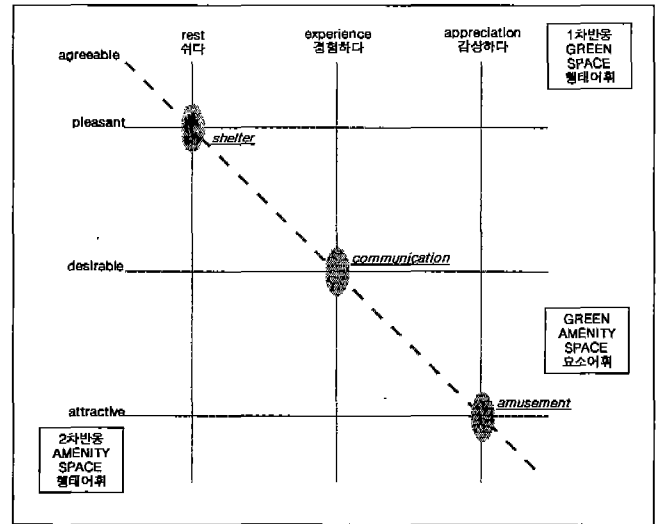 rest
쉬다
experience
경험하다
appreciation
감상하다
1차반응
GREEN
SPACE
행태어휘
agreeable
pleasant
shelter
communication
desirable
GREEN
AMENITY
SPACE
요소어휘
amusement
attractive
2차반응
AMENITY
SPACE
행태어휘